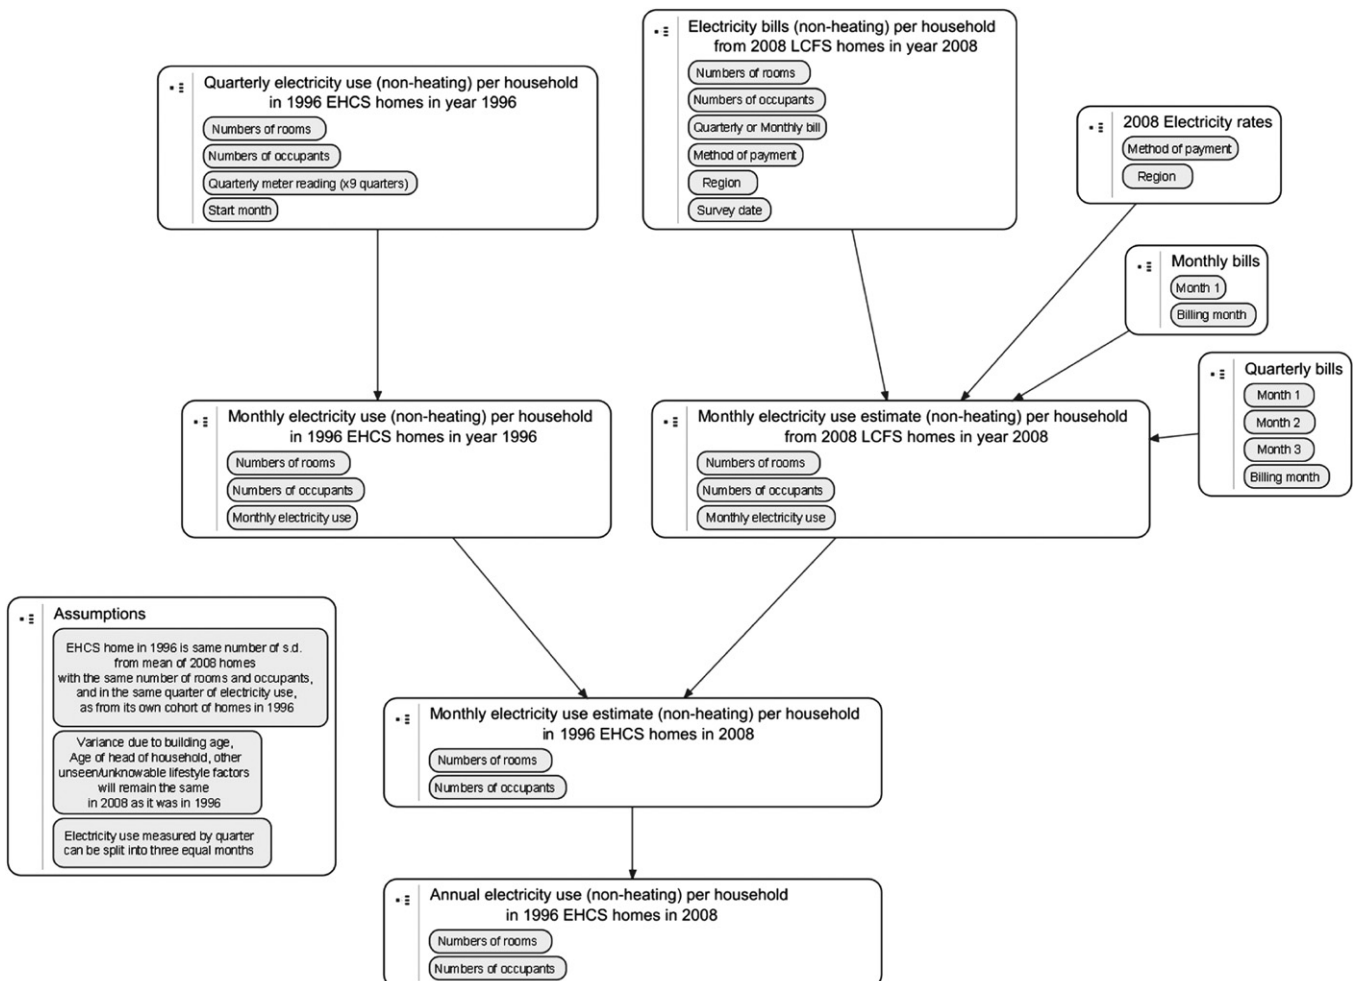 Electricity bills (non-heating) per household
from 2008 LCFS homes in year 2008
Numbers of rooms
Numbers of occupants
Quarterly or Monthly bill
Method of payment
Region
Survey date
Quarterly electricity use (non-heating) per household
in 1996 EHCS homes in year 1996
Numbers of rooms
Numbers of occupants
Quarterly meter reading (x9 quarters)
Start month
2008 Electricity rates
Method of payment
Region
Monthly bills
Month 1
Billing month
Quarterly bills
Month 1
Month 2
Month 3
Billing month
Monthly electricity use (non-heating) per household
in 1996 EHCS homes in year 1996
Numbers of rooms
Numbers of occupants
Monthly electricity use
Monthly electricity use estimate (non-heating) per household
from 2008 LCFS homes in year 2008
Numbers of rooms
Numbers of occupants
Monthly electricity use
Assumptions
EHCS home in 1996 is same number of s.d.
from mean of 2008 homes
with the same number of rooms and occupants,
and in the same quarter of electricity use,
as from its own cohort of homes in 1996
Variance due to building age,
Age of head of household, other
unseen/unknowable lifestyle factors
will remain the same
in 2008 as it was in 1996
Electricity use measured by quarter
can be split into three equal months
Monthly electricity use estimate (non-heating) per household
in 1996 EHCS homes in 2008
Numbers of rooms
Numbers of occupants
Annual electricity use (non-heating) per household
in 1996 EHCS homes in 2008
Numbers of rooms
Numbers of occupants